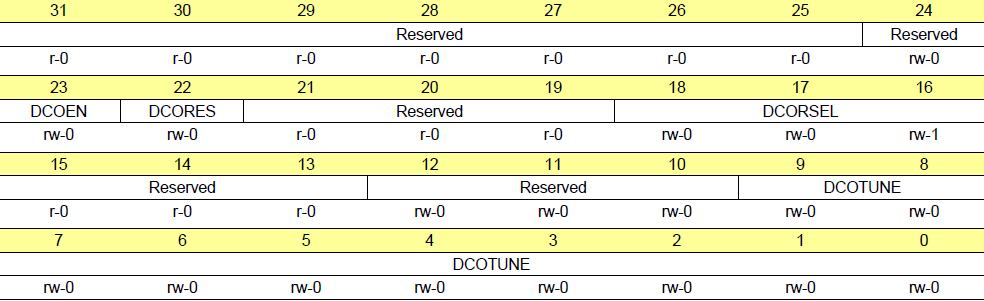 31 30 29 28 27 26 25 24
Reserved Reserved
r-0 r-0 r-0 r-0 r-0 r-0 r-0 rw-0
23 22 21 20 19 18 17 16
DCOEN DCORES Reserved DCORSEL
rw-0 rw-0 r-0 r-0 r-0 rw-0 rw-0 rw-1
15 14 13 12 11 10 9 8
Reserved Reserved DCOTUNE
r-0 r-0 r-0 rw-0 rw-0 rw-0 rw-0 rw-0
7 6 5 4 3 2 1 0
DCOTUNE
rw-0 rw-0 rw-0 rw-0 rw-0 rw-0 rw-0 rw-0